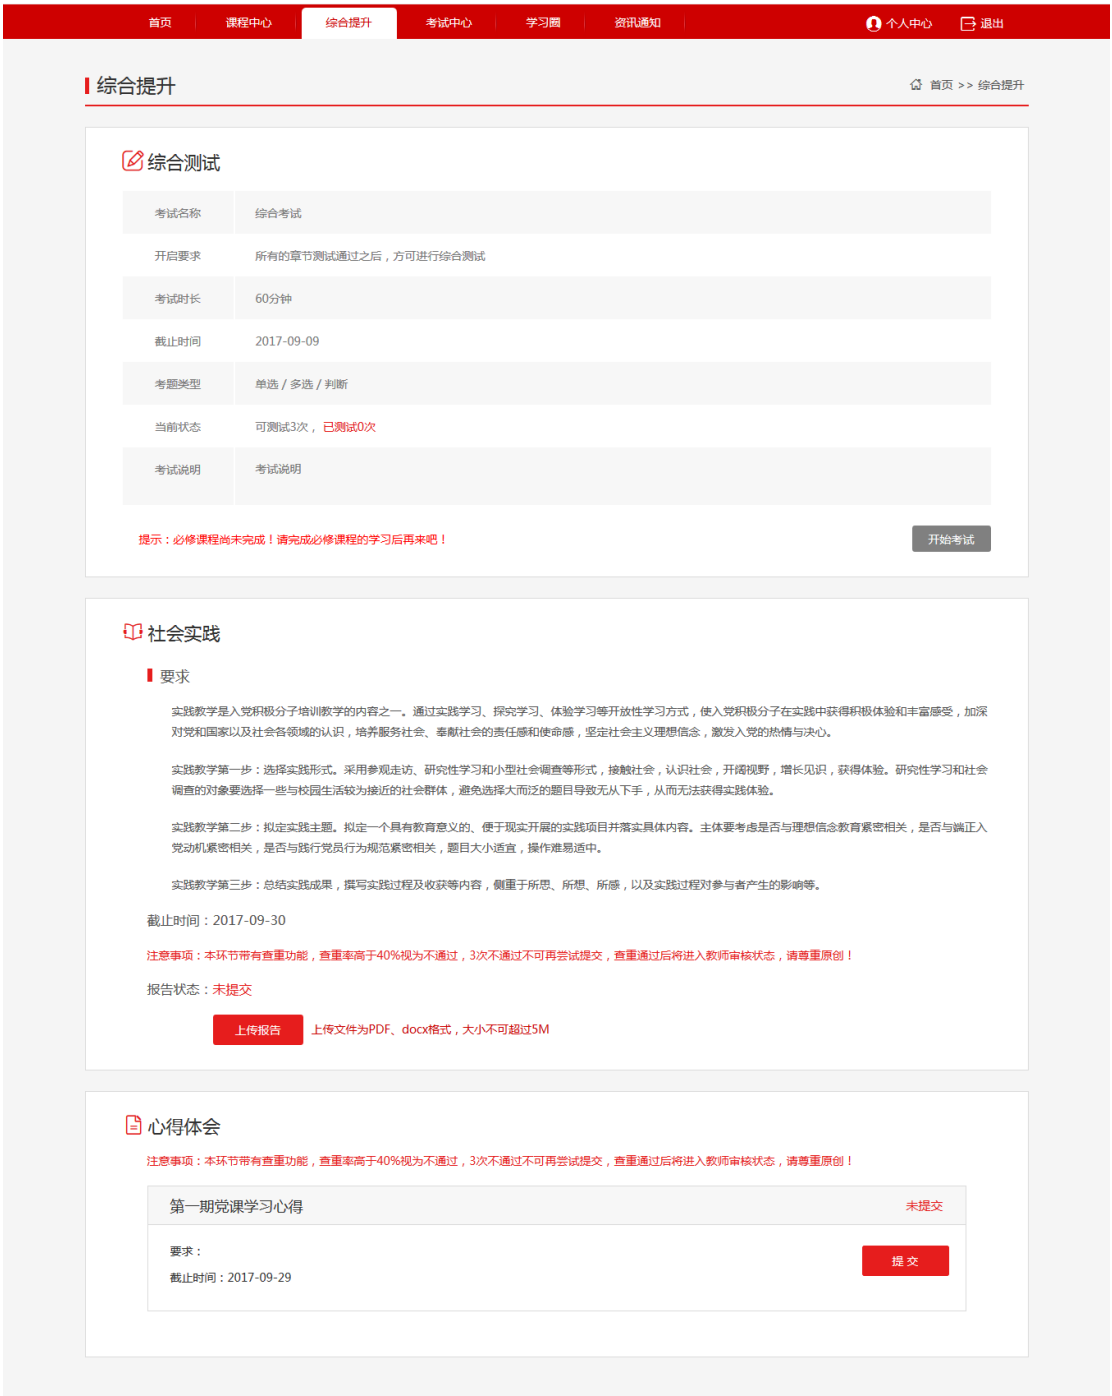 首页 课程中心 综合提升 考试中心 学习圈 资讯通知 个人中心 退出
综合提升 首页 >> 综合提升
综合测试
考试名称 综合考试
开启要求 所有的章节测试通过之后，方可进行综合测试
考试时长 60分钟
截止时间 2017-09-09
考题类型 单选 / 多选 / 判断
当前状态 可测试3次， 已测试0次
考试说明 考试说明
提示：必修课程尚未完成！请完成必修课程的学习后再来吧！ 开始考试
社会实践
要求
实践教学是入党积极分子培训教学的内容之一。通过实践学习、探究学习、体验学习等开放性学习方式，使入党积极分子在实践中获得积极体验和丰富感受，加深
对党和国家以及社会各领域的认识，培养服务社会、奉献社会的责任感和使命感，坚定社会主义理想信念，激发入党的热情与决心。
实践教学第一步：选择实践形式。采用参观走访、研究性学习和小型社会调查等形式，接触社会，认识社会，开阔视野，增长见识，获得体验。研究性学习和社会
调查的对象要选择一些与校园生活较为接近的社会群体，避免选择大而泛的题目导致无从下手，从而无法获得实践体验。
实践教学第二步：拟定实践主题。拟定一个具有教育意义的、便于现实开展的实践项目并落实具体内容。主体要考虑是否与理想信念教育紧密相关，是否与端正入
党动机紧密相关，是否与践行党员行为规范紧密相关，题目大小适宜，操作难易适中。
实践教学第三步：总结实践成果，撰写实践过程及收获等内容，侧重于所思、所想、所感，以及实践过程对参与者产生的影响等。
截止时间：2017-09-30
注意事项：本环节带有查重功能，查重率高于40%视为不通过，3次不通过不可再尝试提交，查重通过后将进入教师审核状态，请尊重原创！
报告状态：未提交
上传报告 上传文件为PDF、docx格式，大小不可超过5M
心得体会
注意事项：本环节带有查重功能，查重率高于40%视为不通过，3次不通过不可再尝试提交，查重通过后将进入教师审核状态，请尊重原创！
第一期党课学习心得 未提交
要求：
提 交
截止时间：2017-09-29